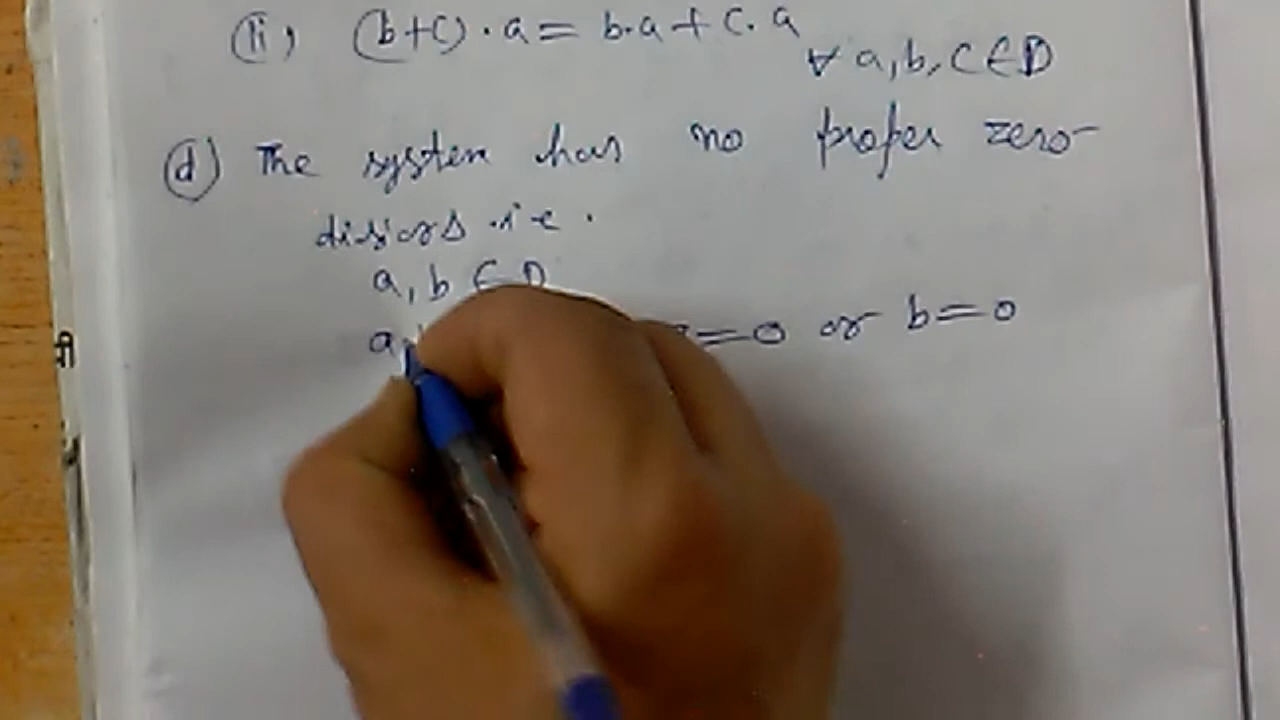 (ii) (b+c)·a = b·a + c·a
∀ a,b,c ∈ D
(d) The system has no proper zero-
divisors i.e.
a, b ∈ D
a =0 or b=0